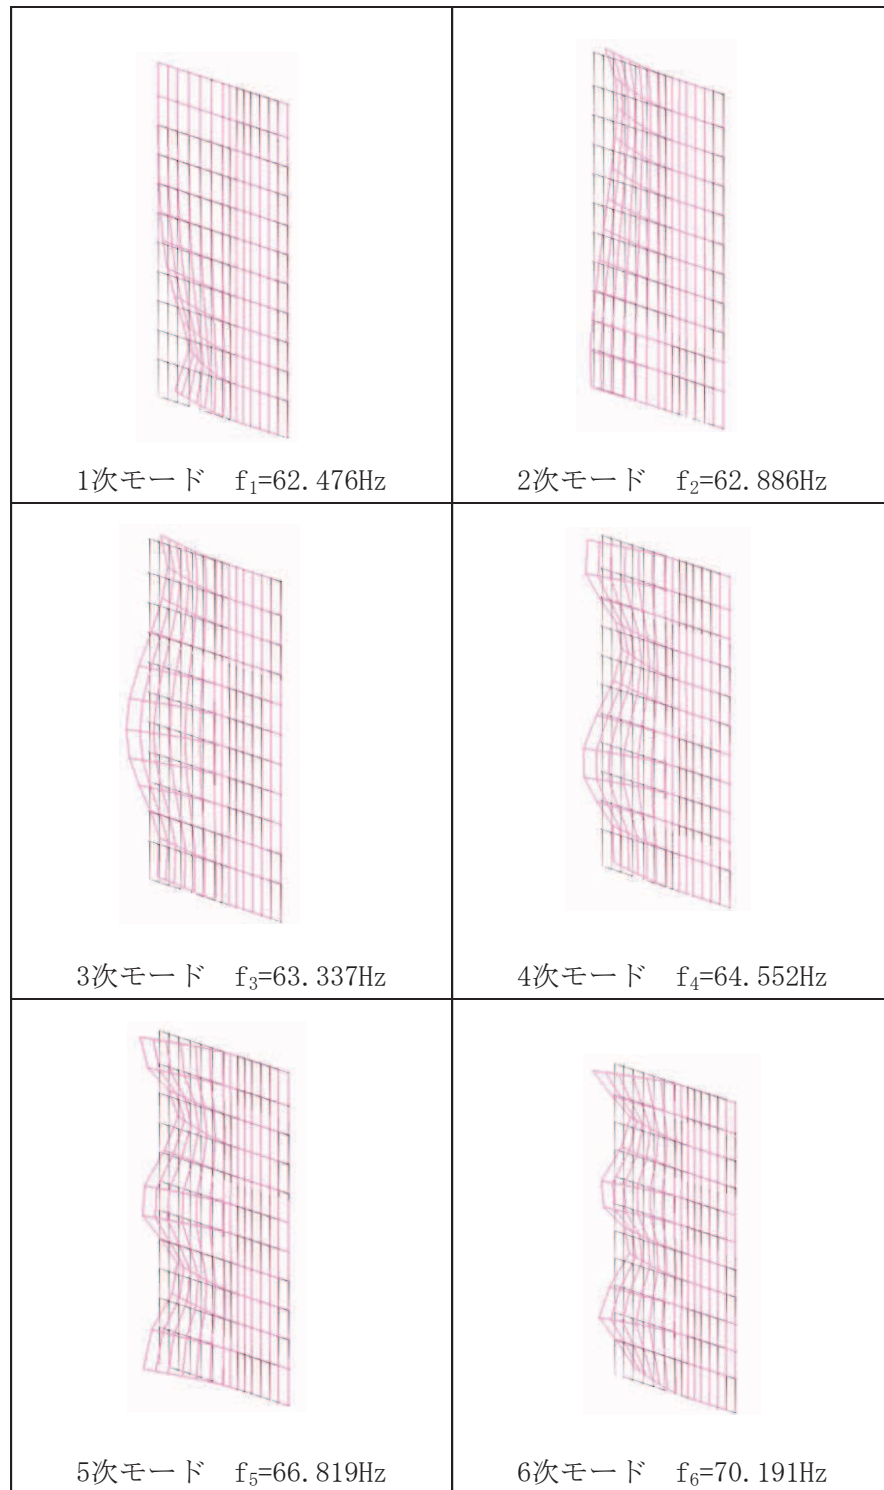 1次モード f₁=62.476Hz
2次モード f₂=62.886Hz
3次モード f₃=63.337Hz
4次モード f₄=64.552Hz
5次モード f₅=66.819Hz
6次モード f₆=70.191Hz